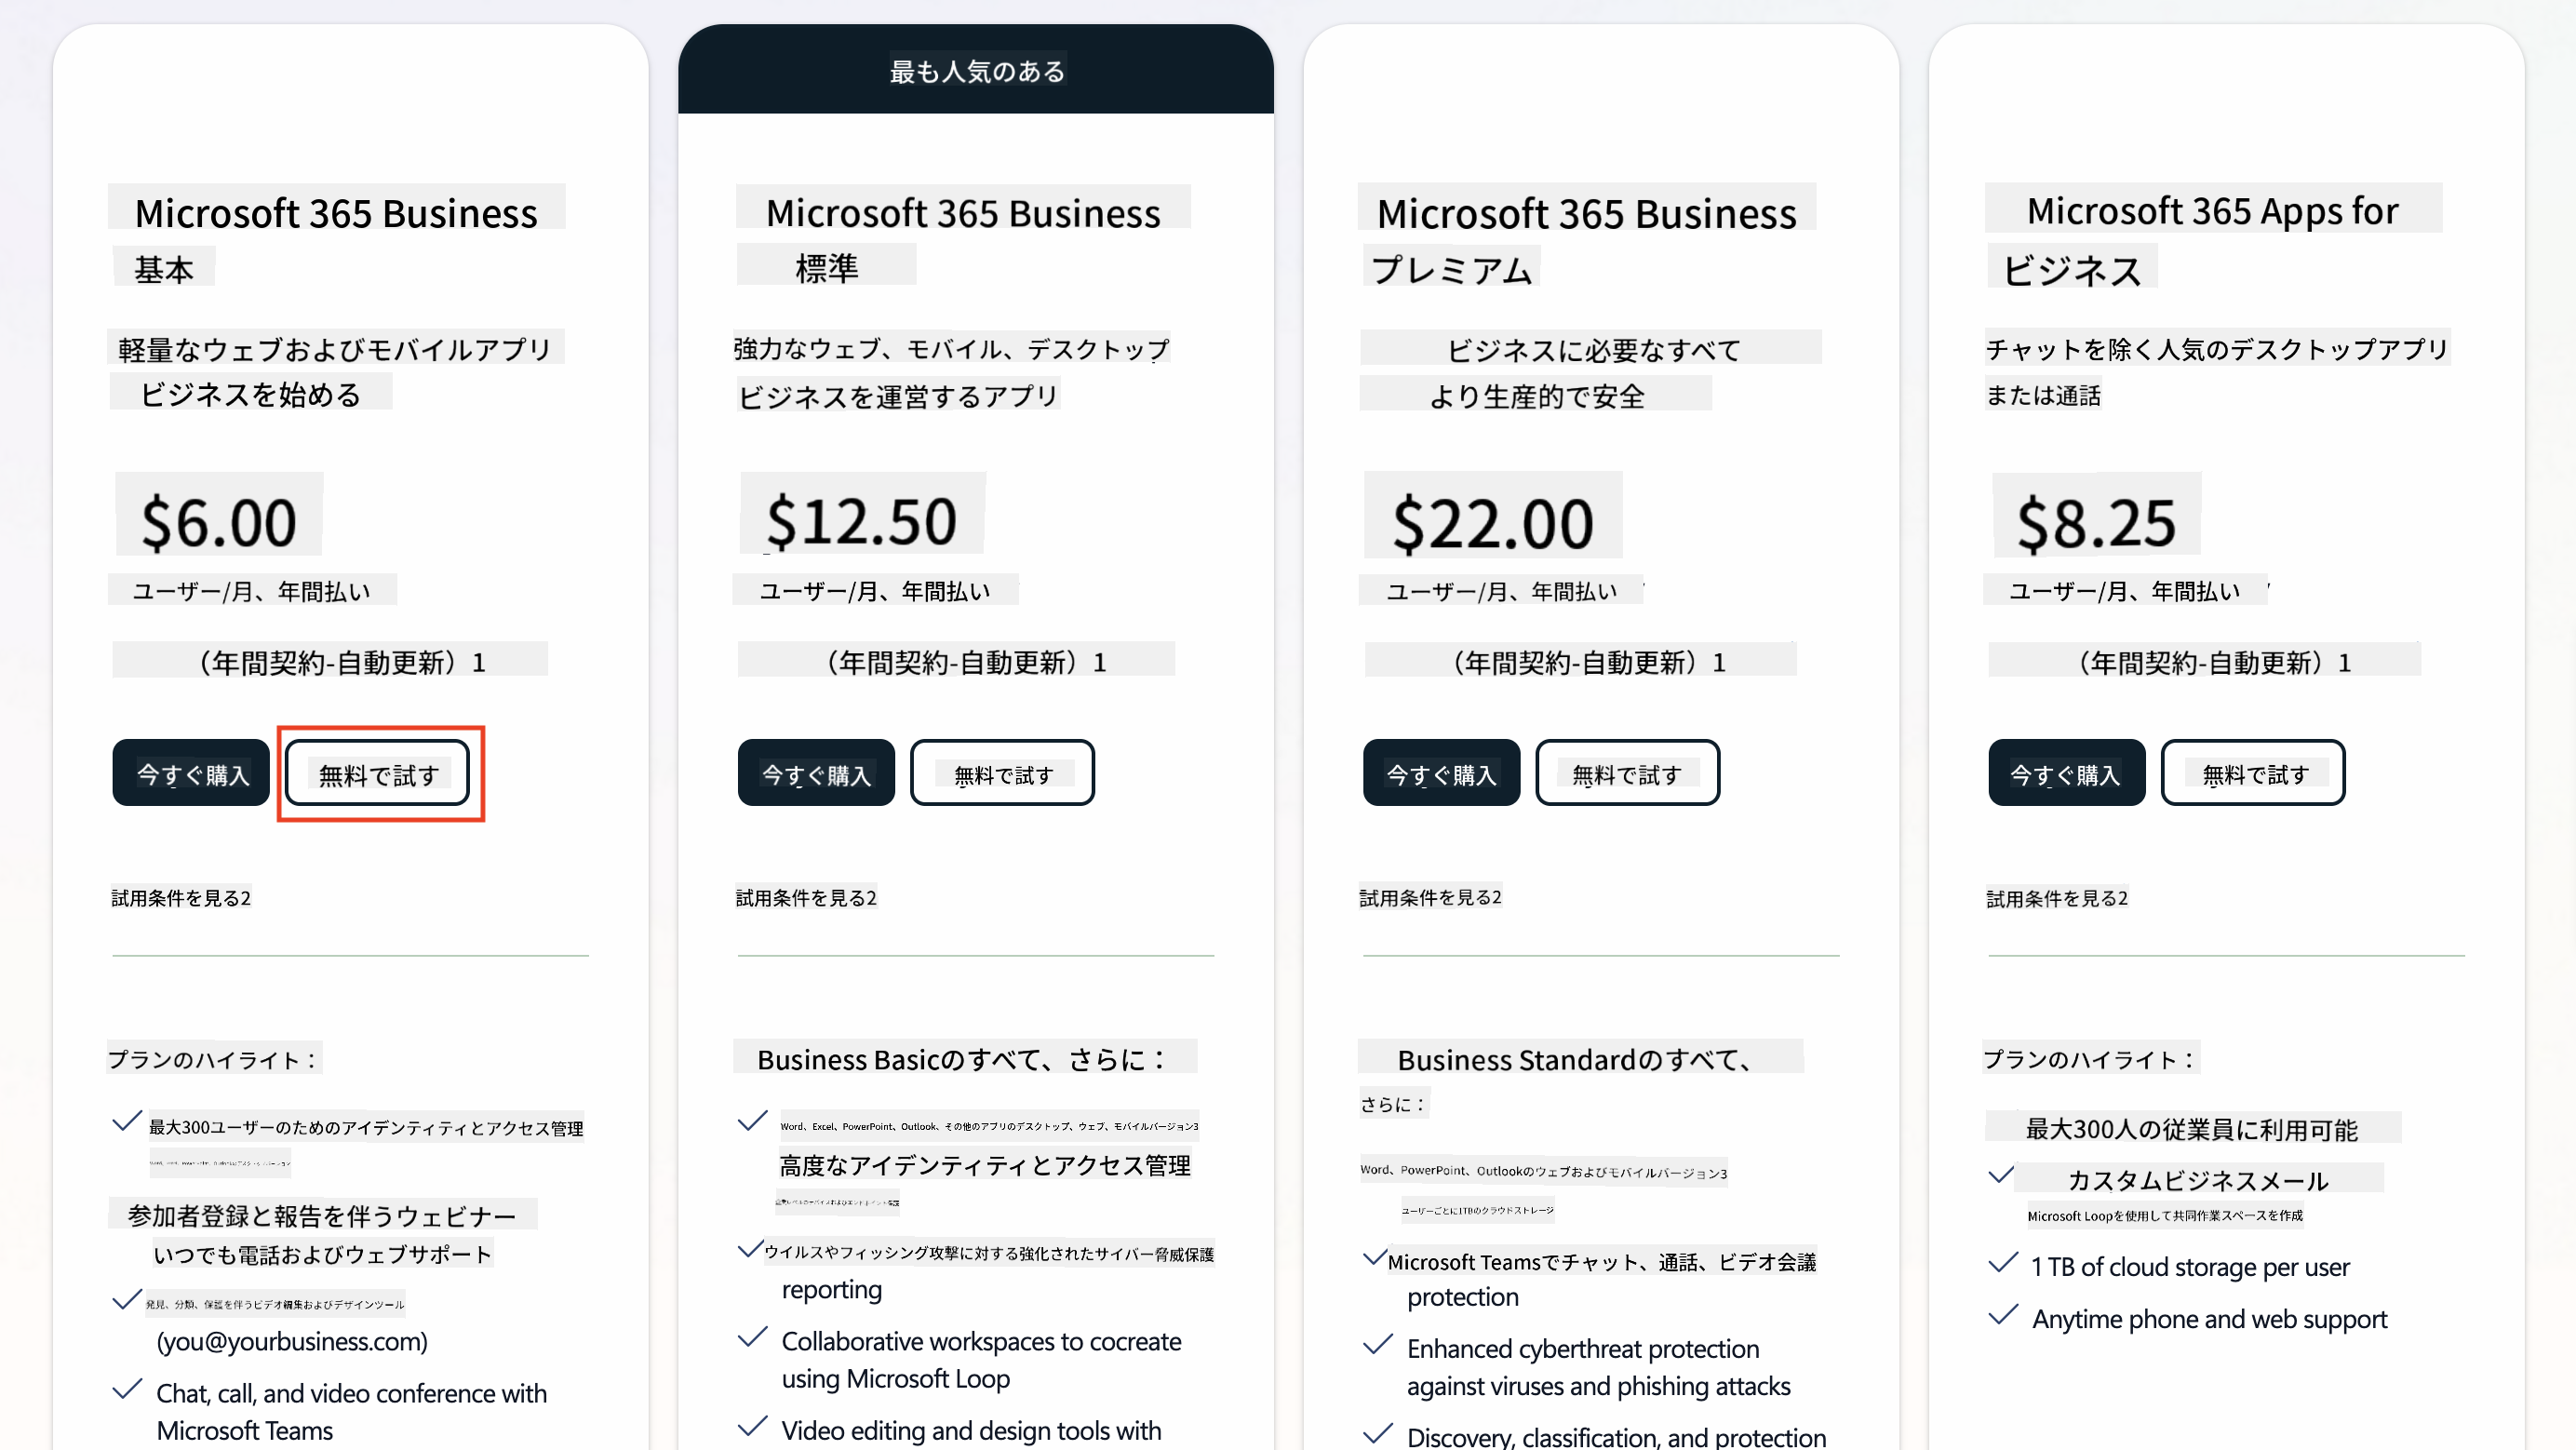 Microsoft 365 Business
基本
軽量なウェブおよびモバイルアプリ
ビジネスを始める
$6.00
ユーザー/月、年間払い
（年間契約-自動更新）1
今すぐ購入
無料で試す
試用条件を見る2
プランのハイライト：
最大300ユーザーのためのアイデンティティとアクセス管理
参加者登録と報告を伴うウェビナー
いつでも電話およびウェブサポート
発見、分類、保護を伴うビデオ編集およびデザインツール
(you@yourbusiness.com)
Chat, call, and video conference with
Microsoft Teams
最も人気のある
Microsoft 365 Business
標準
強力なウェブ、モバイル、デスクトップ
ビジネスを運営するアプリ
$12.50
ユーザー/月、年間払い
（年間契約-自動更新）1
今すぐ購入
無料で試す
試用条件を見る2
Business Basicのすべて、さらに：
Word、Excel、PowerPoint、Outlook、その他のアプリのデスクトップ、ウェブ、モバイルバージョン3
高度なアイデンティティとアクセス管理
ウイルスやフィッシング攻撃に対する強化されたサイバー脅威保護
reporting
Collaborative workspaces to cocreate
using Microsoft Loop
Video editing and design tools with
Microsoft 365 Business
プレミアム
ビジネスに必要なすべて
より生産的で安全
$22.00
ユーザー/月、年間払い
（年間契約-自動更新）1
今すぐ購入
無料で試す
試用条件を見る2
Business Standardのすべて、
さらに：
Word、PowerPoint、Outlookのウェブおよびモバイルバージョン3
ユーザーごとに1TBのクラウドストレージ
Microsoft Teamsでチャット、通話、ビデオ会議
protection
Enhanced cyberthreat protection
against viruses and phishing attacks
Discovery, classification, and protection
Microsoft 365 Apps for
ビジネス
チャットを除く人気のデスクトップアプリ
または通話
$8.25
ユーザー/月、年間払い
（年間契約-自動更新）1
今すぐ購入
無料で試す
試用条件を見る2
プランのハイライト：
最大300人の従業員に利用可能
カスタムビジネスメール
Microsoft Loopを使用して共同作業スペースを作成
1 TB of cloud storage per user
Anytime phone and web support